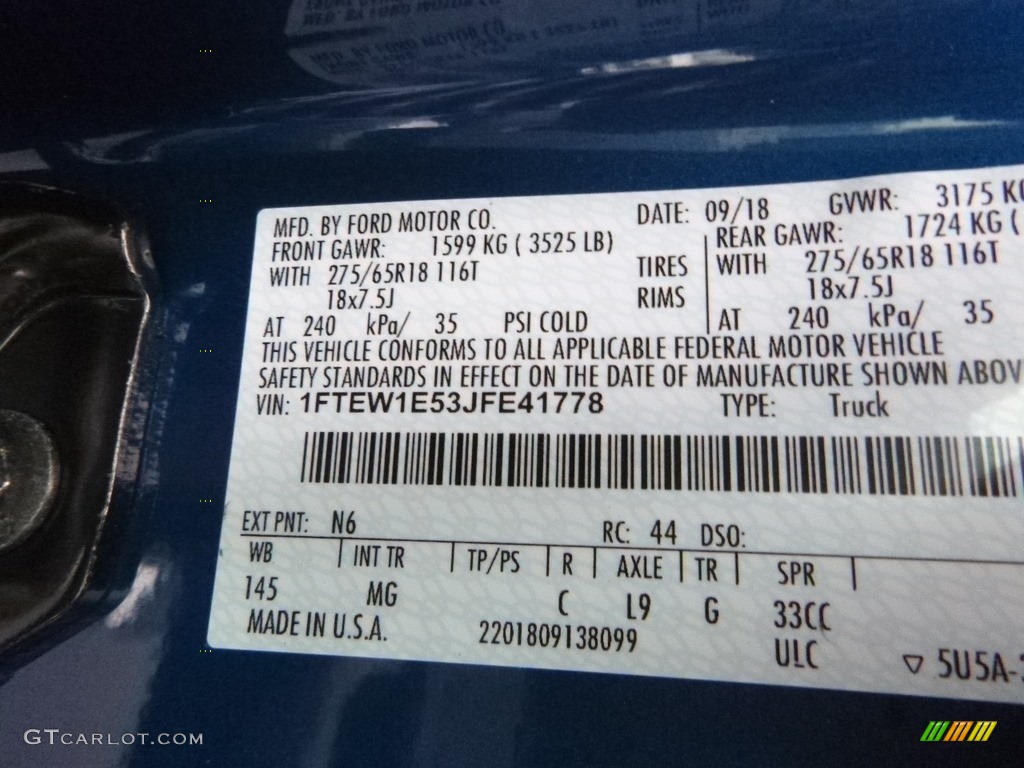 MFD. BY FORD MOTOR CO. DATE: 09/18 GVWR: 3175 KG
FRONT GAWR: 1599 KG ( 3525 LB) REAR GAWR: 1724 KG (
WITH 275/65R18 116T TIRES WITH 275/65R18 116T
18x7.5J RIMS 18x7.5J
AT 240 kPa/ 35 PSI COLD AT 240 kPa/ 35
THIS VEHICLE CONFORMS TO ALL APPLICABLE FEDERAL MOTOR VEHICLE
SAFETY STANDARDS IN EFFECT ON THE DATE OF MANUFACTURE SHOWN ABOV
VIN: 1FTEW1E53JFE41778 TYPE: Truck
EXT PNT: N6 RC: 44 DSO:
WB INT TR TP/PS R AXLE TR SPR
145 MG C L9 G 33CC
MADE IN U.S.A. 2201809138099 ULC 5U5A-
GTCARLOT.COM